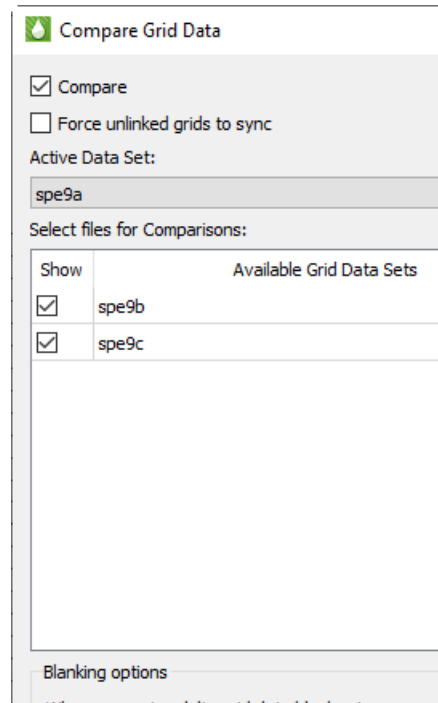 Compare Grid Data
Compare
Force unlinked grids to sync
Active Data Set:
spe9a
Select files for Comparisons:
Show Available Grid Data Sets
spe9b
spe9c
Blanking options